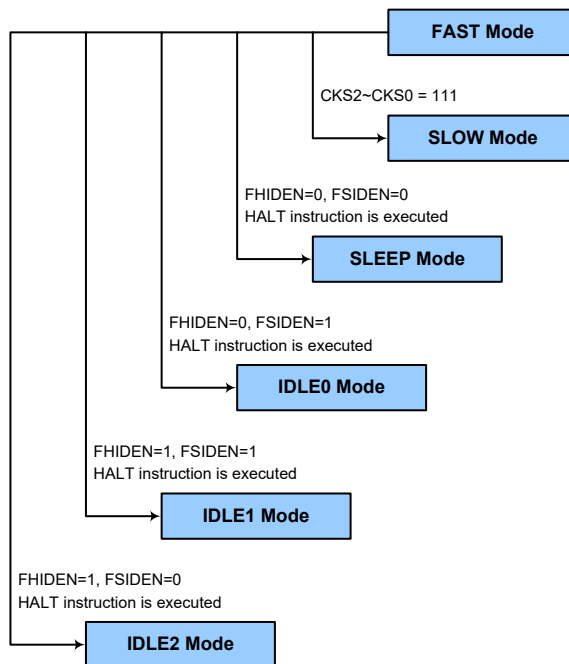 FAST Mode
CKS2~CKS0 = 111
SLOW Mode
FHIDEN=0, FSIDEN=0
HALT instruction is executed
SLEEP Mode
FHIDEN=0, FSIDEN=1
HALT instruction is executed
IDLE0 Mode
FHIDEN=1, FSIDEN=1
HALT instruction is executed
IDLE1 Mode
FHIDEN=1, FSIDEN=0
HALT instruction is executed
IDLE2 Mode